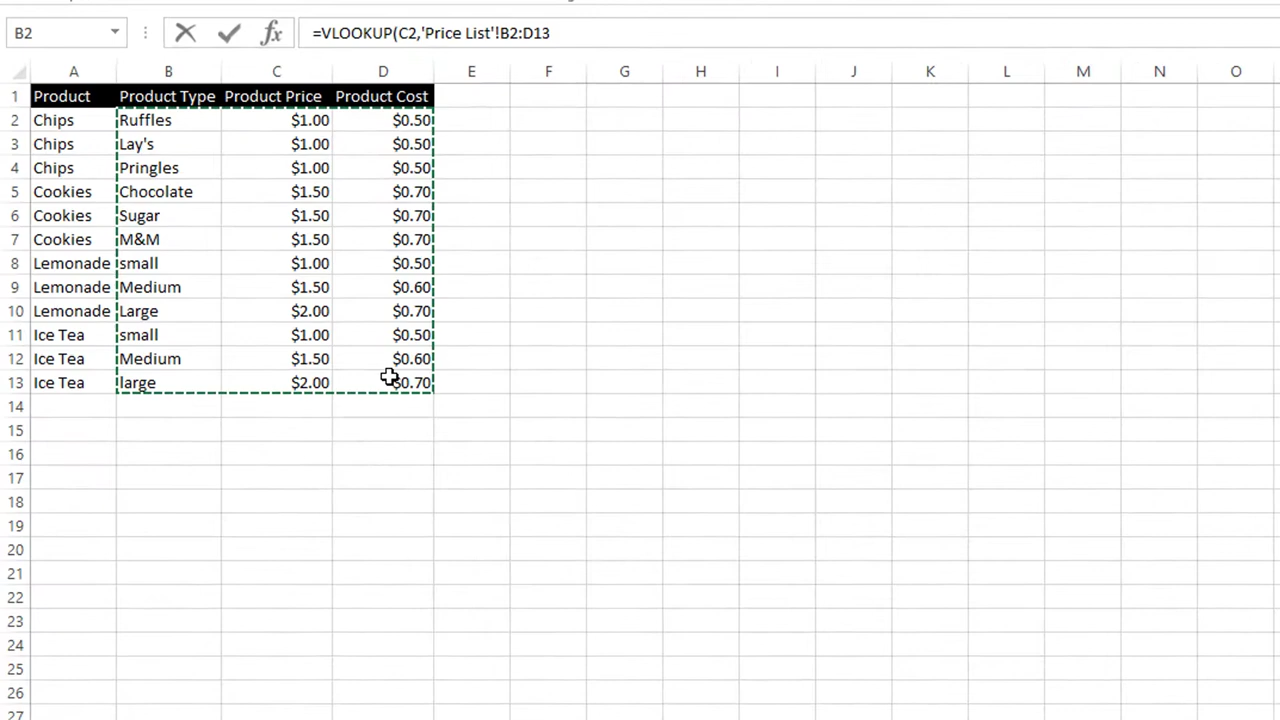 B2 fx =VLOOKUP(C2,'Price List'!B2:D13
A B C D E F G H I J K L M N O
1 Product Product Type Product Price Product Cost
2 Chips Ruffles $1.00 $0.50
3 Chips Lay's $1.00 $0.50
4 Chips Pringles $1.00 $0.50
5 Cookies Chocolate $1.50 $0.70
6 Cookies Sugar $1.50 $0.70
7 Cookies M&M $1.50 $0.70
8 Lemonade small $1.00 $0.50
9 Lemonade Medium $1.50 $0.60
10 Lemonade Large $2.00 $0.70
11 Ice Tea small $1.00 $0.50
12 Ice Tea Medium $1.50 $0.60
13 Ice Tea large $2.00 $0.70
14
15
16
17
18
19
20
21
22
23
24
25
26
27